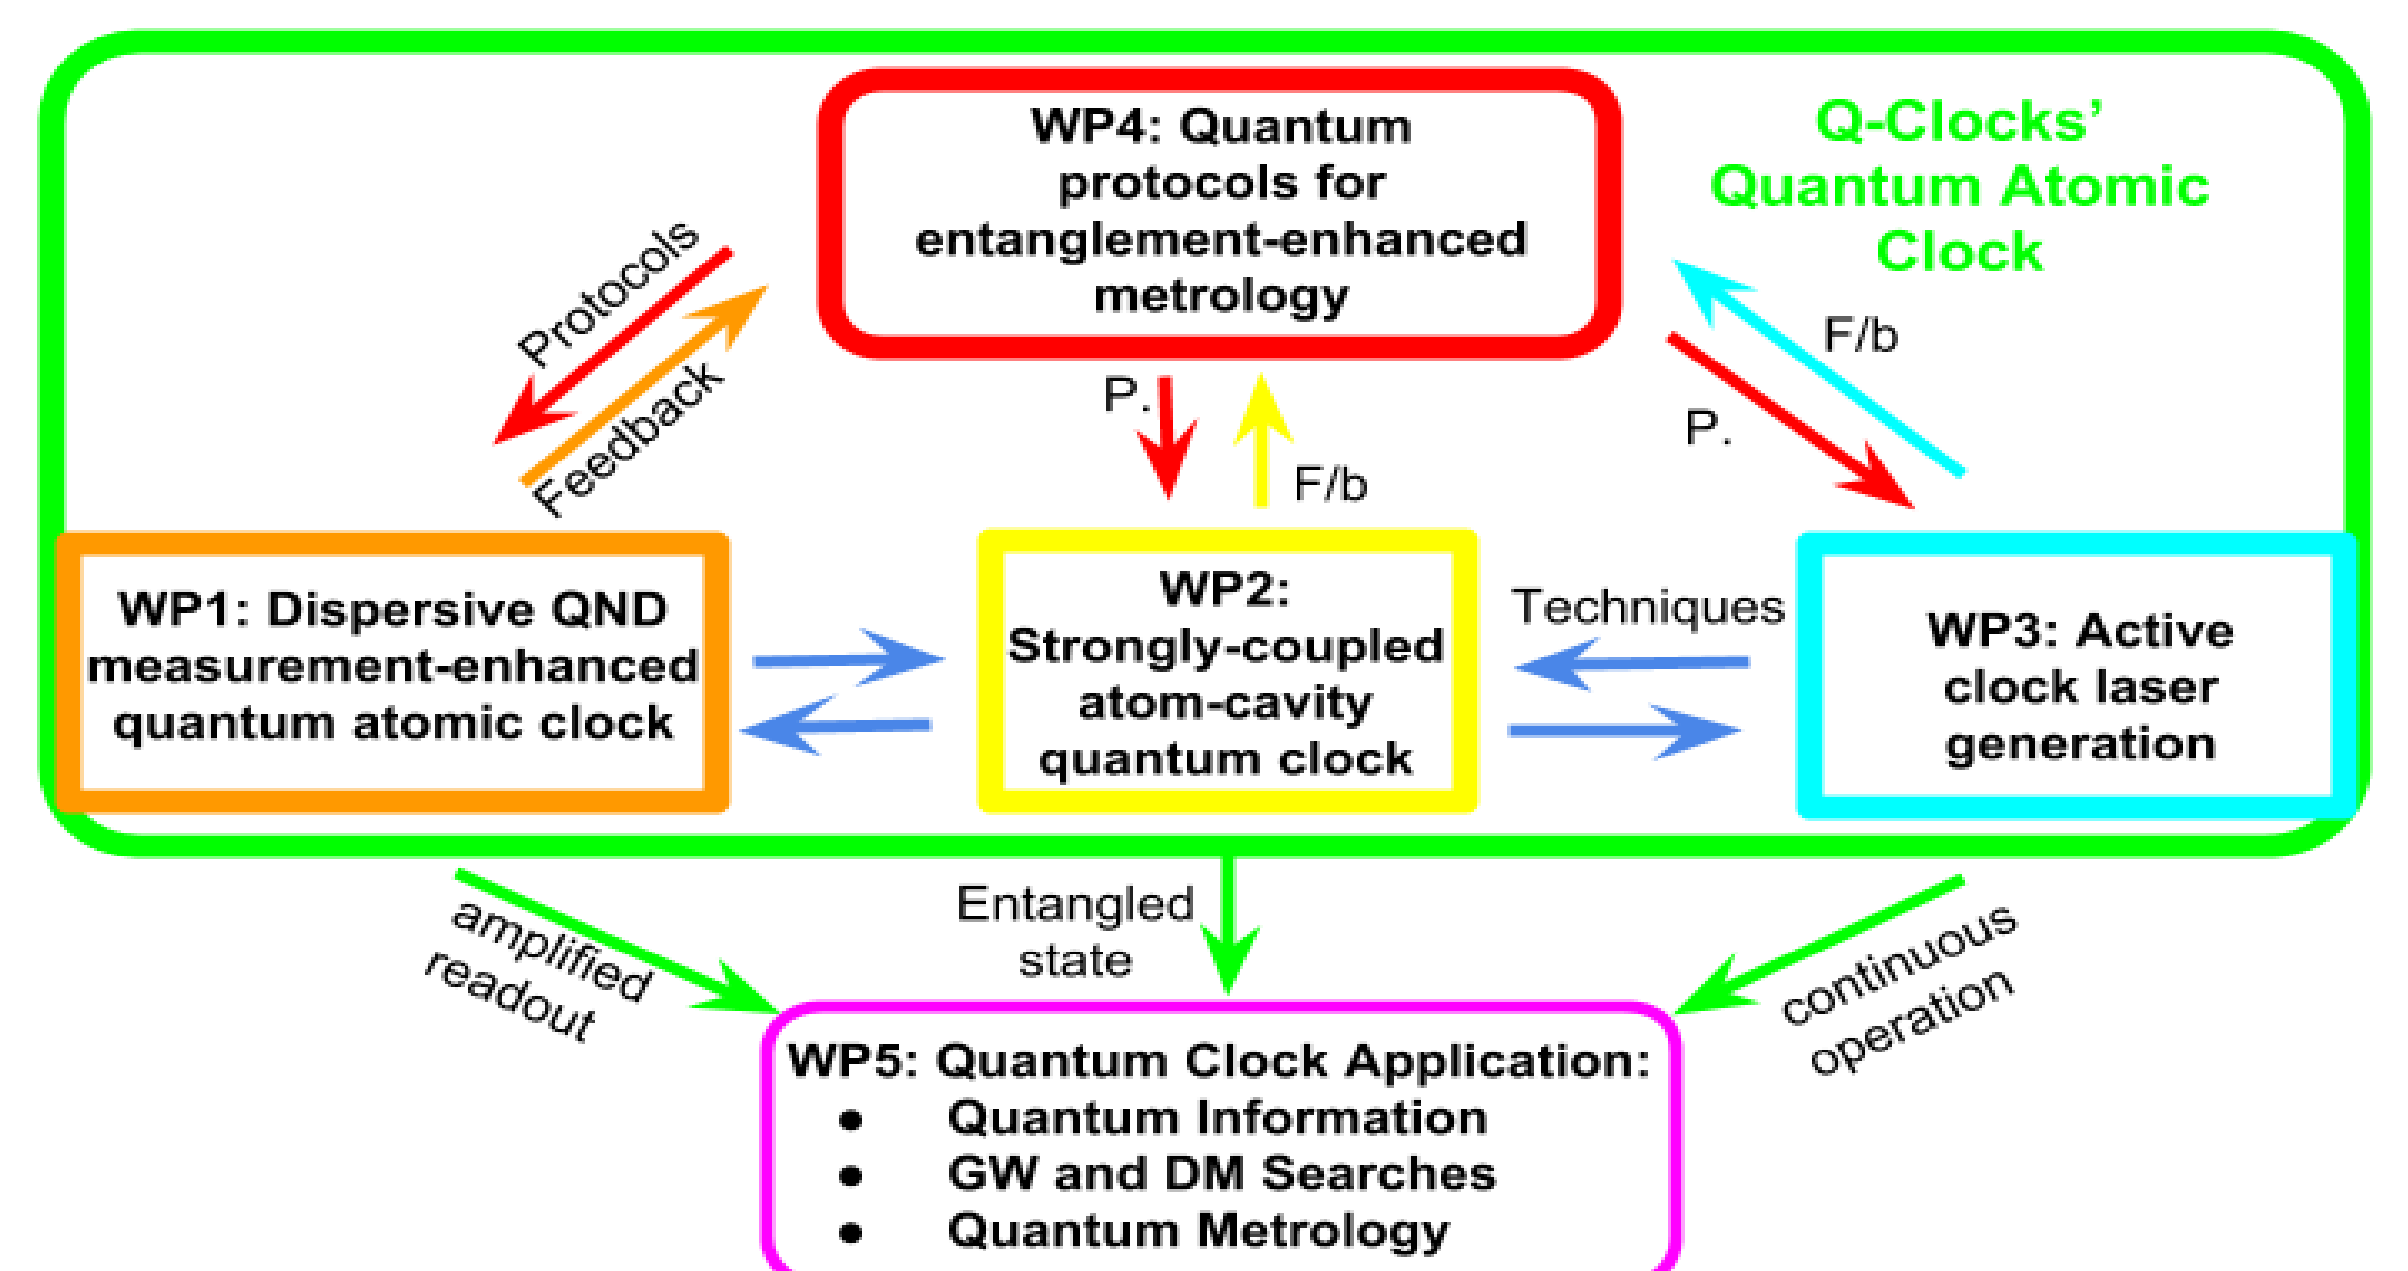 WP4: Quantum
protocols for
entanglement-enhanced
metrology
Q-Clocks’
Quantum Atomic
Clock
Protocols
Feedback
P.
F/b
F/b
P.
WP1: Dispersive QND
measurement-enhanced
quantum atomic clock
WP2:
Strongly-coupled
atom-cavity
quantum clock
Techniques
WP3: Active
clock laser
generation
amplified
readout
Entangled
state
continuous
operation
WP5: Quantum Clock Application:
● Quantum Information
● GW and DM Searches
● Quantum Metrology